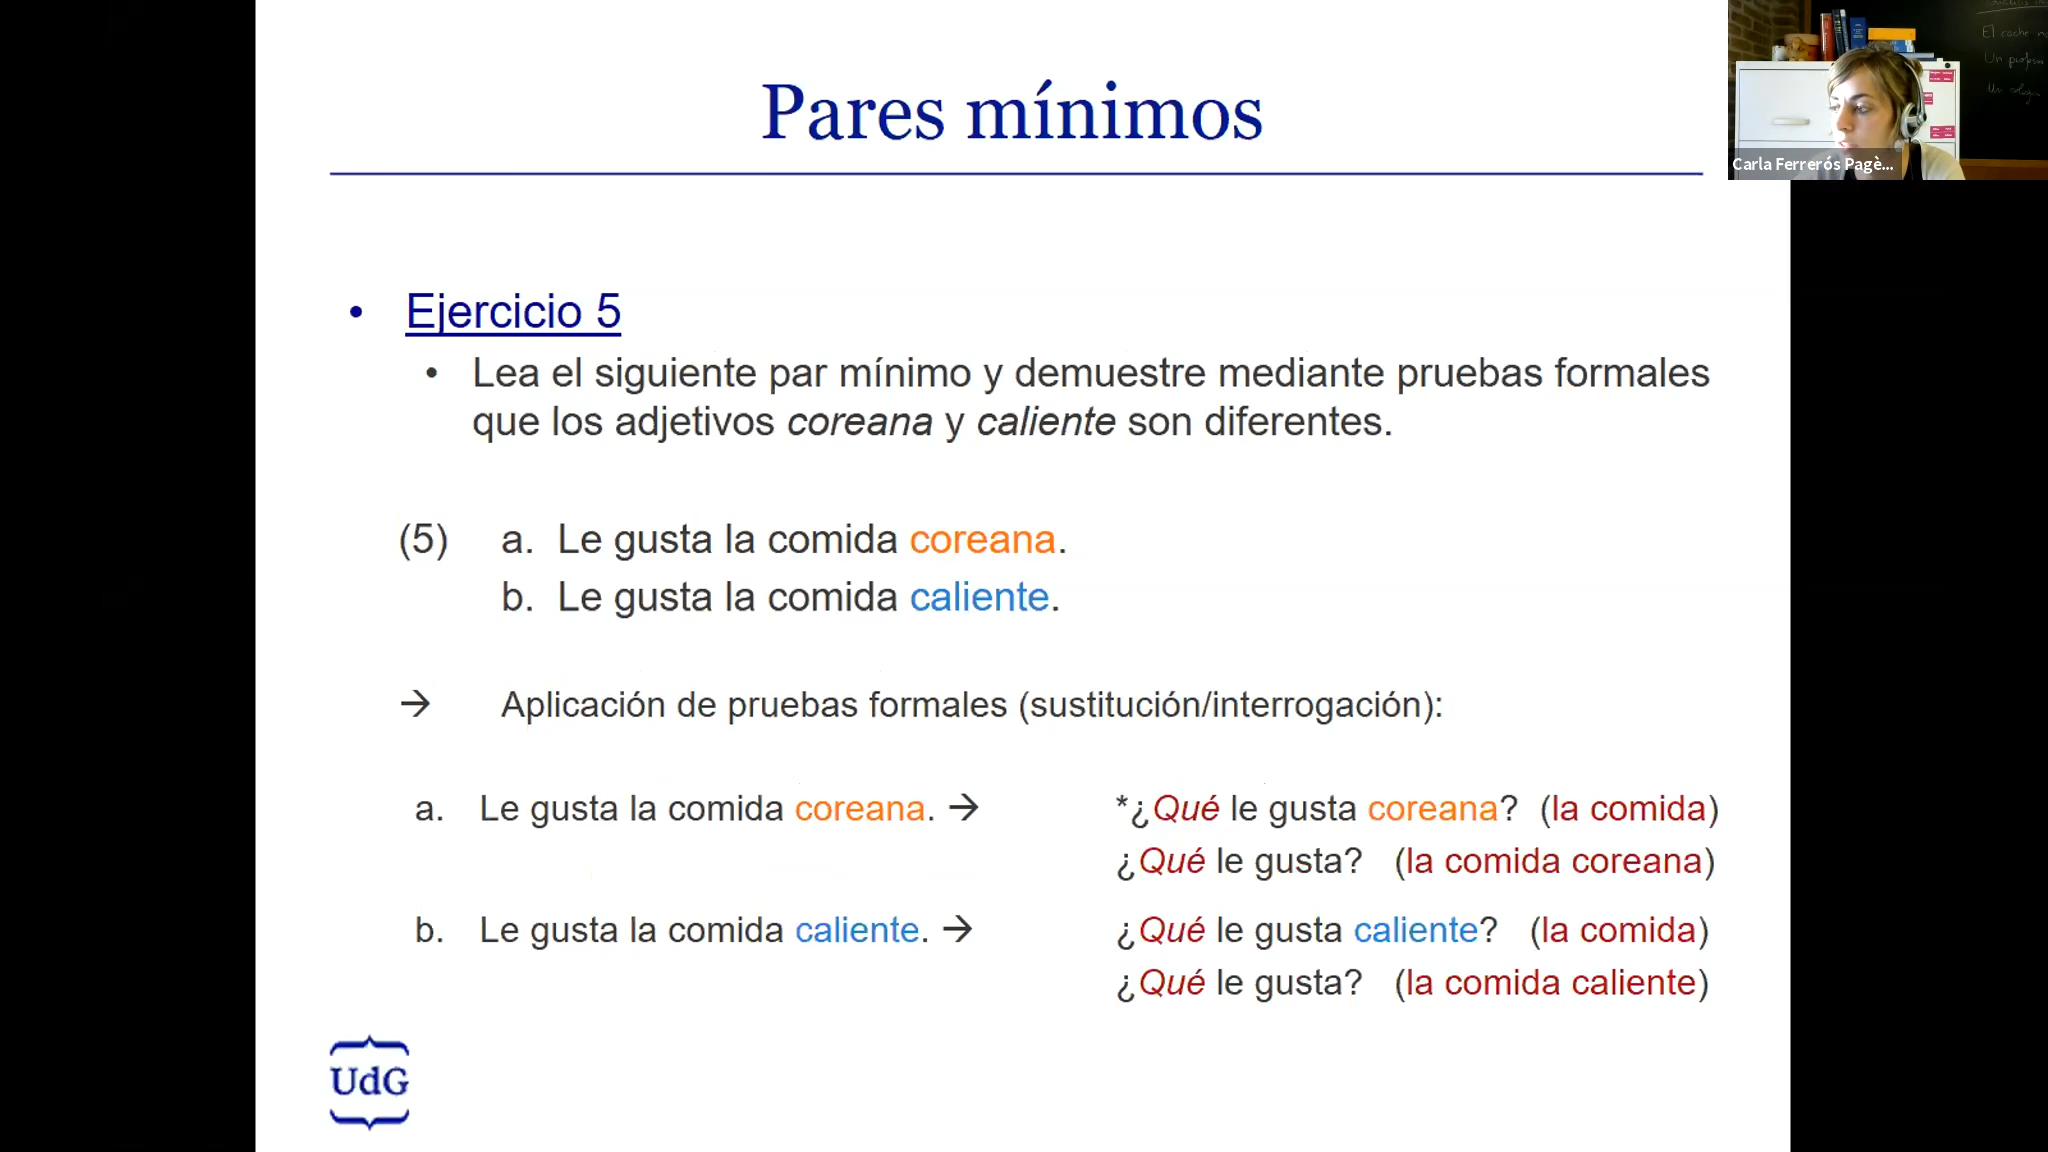 Pares mínimos
Carla Ferrerós Pagè...
El coche
Un
• Ejercicio 5
• Lea el siguiente par mínimo y demuestre mediante pruebas formales
que los adjetivos coreana y caliente son diferentes.
(5) a. Le gusta la comida coreana.
b. Le gusta la comida caliente.
→ Aplicación de pruebas formales (sustitución/interrogación):
a. Le gusta la comida coreana. → *¿Qué le gusta coreana? (la comida)
¿Qué le gusta? (la comida coreana)
b. Le gusta la comida caliente. → ¿Qué le gusta caliente? (la comida)
¿Qué le gusta? (la comida caliente)
UdG